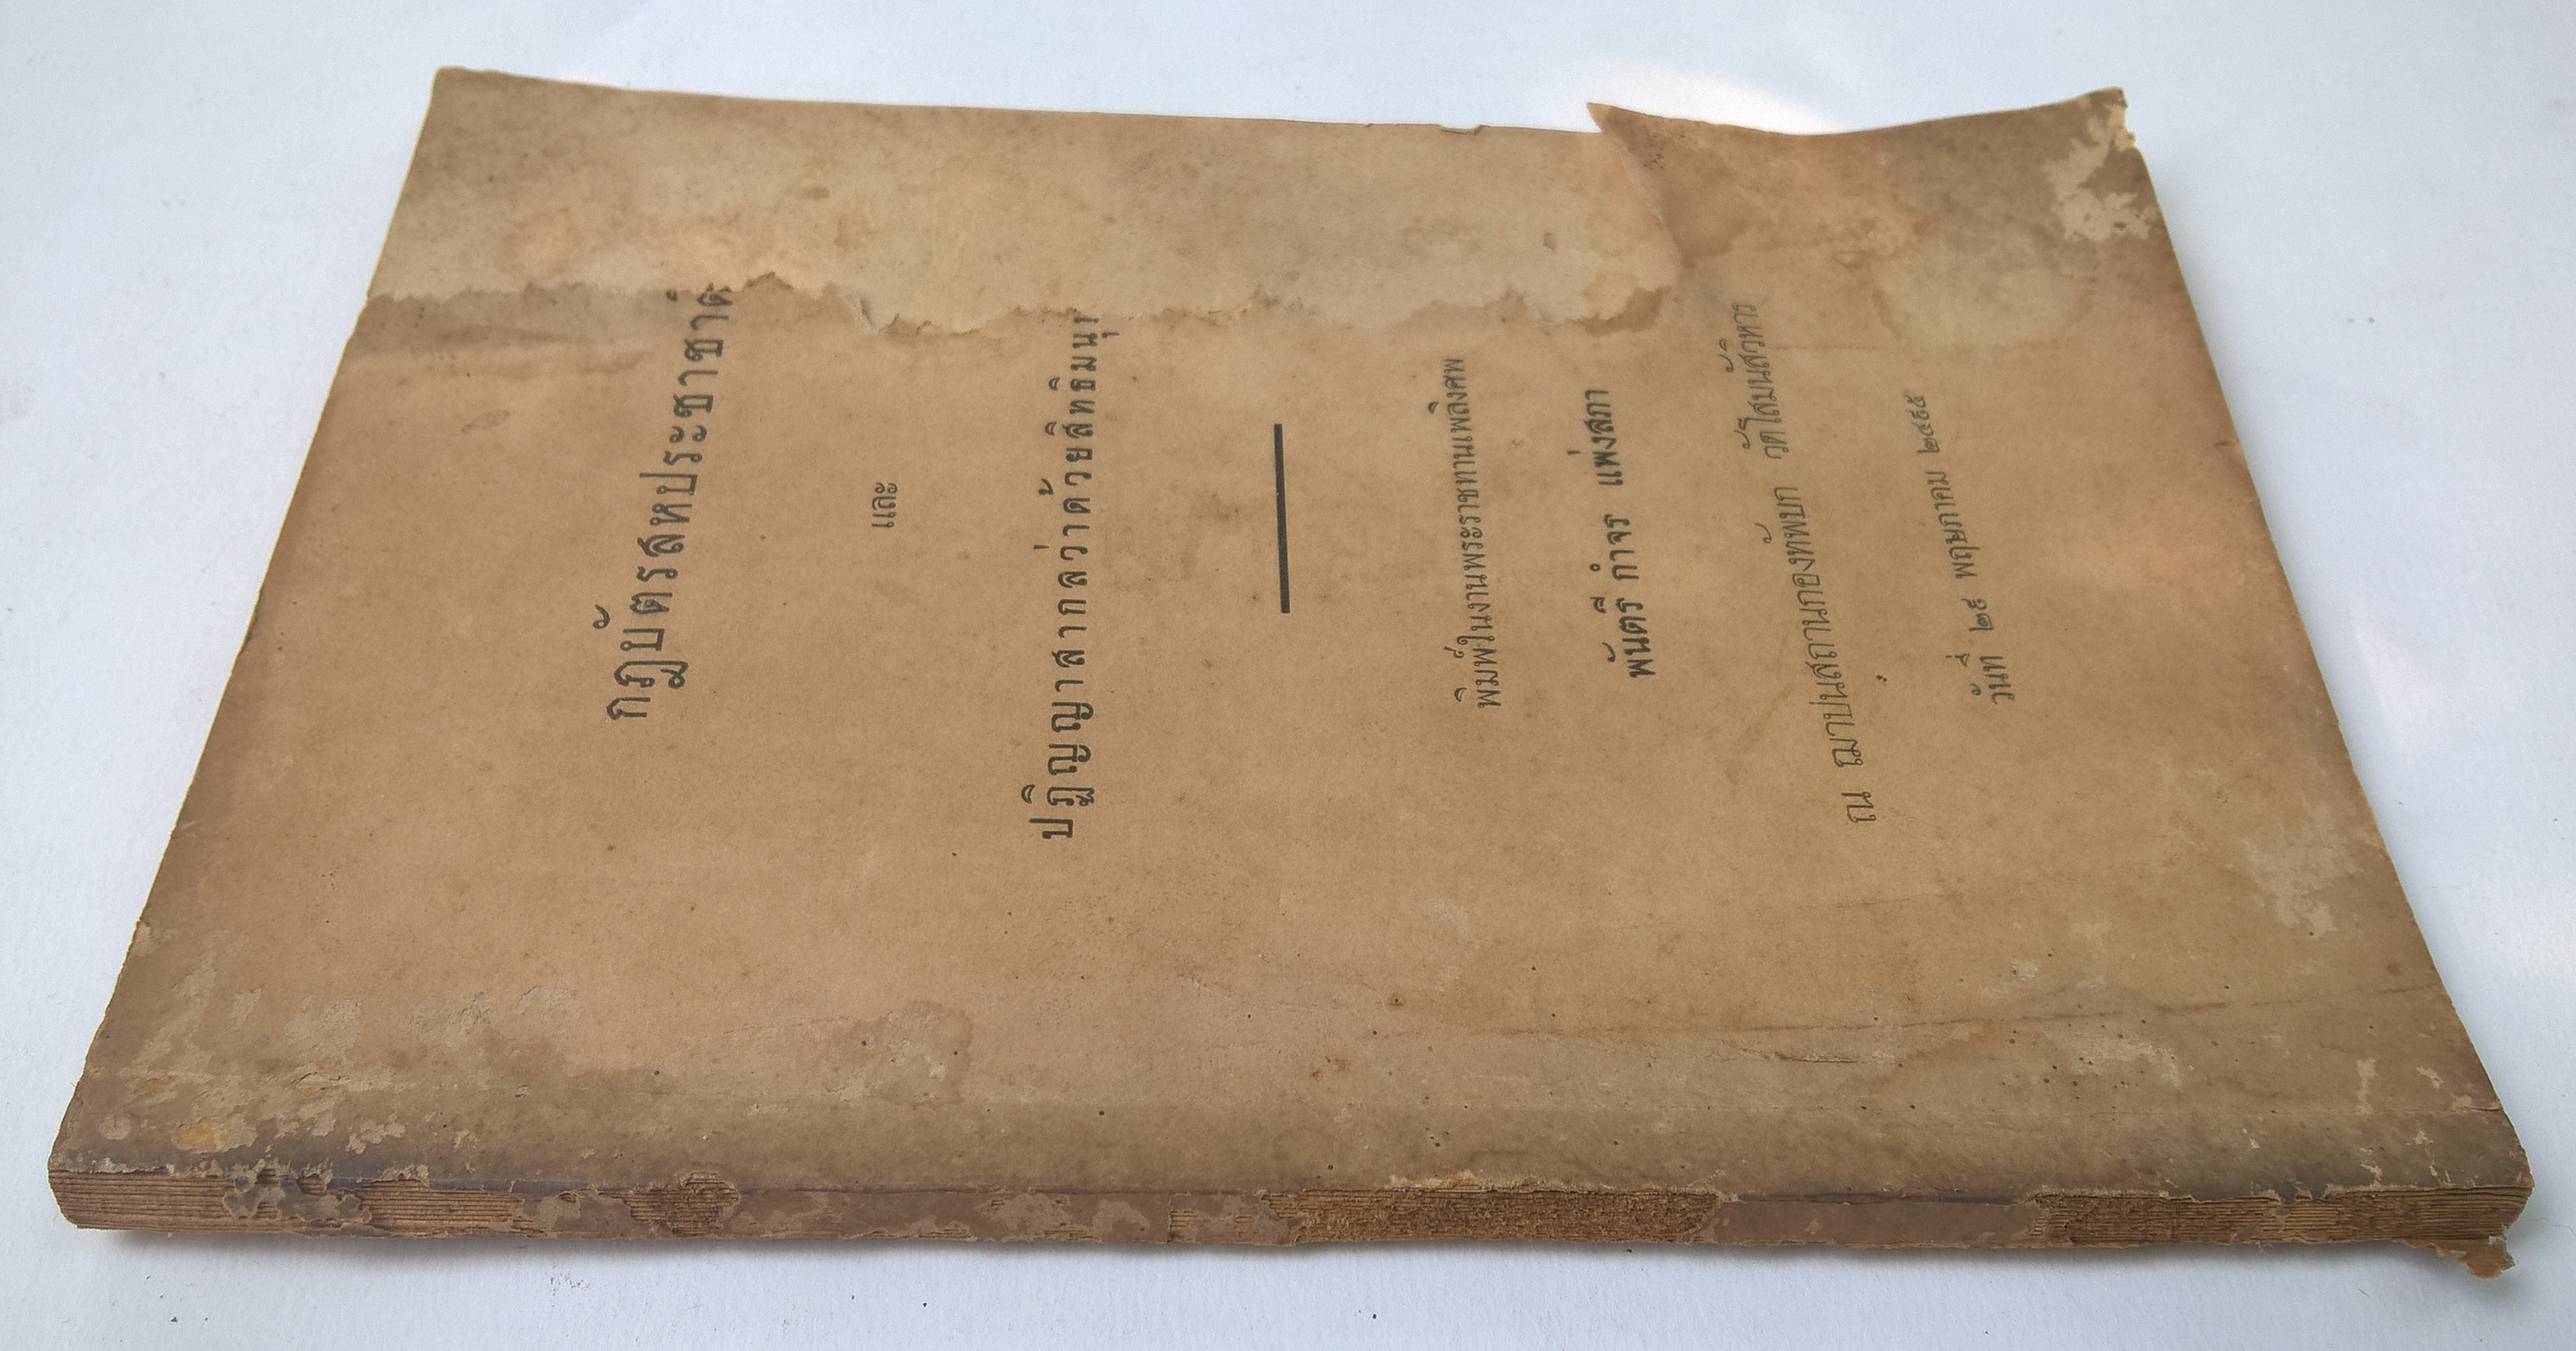 กฎบัตรสหประชาชาติ
และ
ปฏิญญาสากลว่าด้วยสิทธิมนุ
พิมพ์ในงานพระราชทานเพลิงศพ
พันตรี กำจร แพ่งสภา
ณ ฌาปนสถานกองทัพบก วัดโสมนัสวิหาร
วันที่ ๒๕ พฤษภาคม ๒๔๙๕